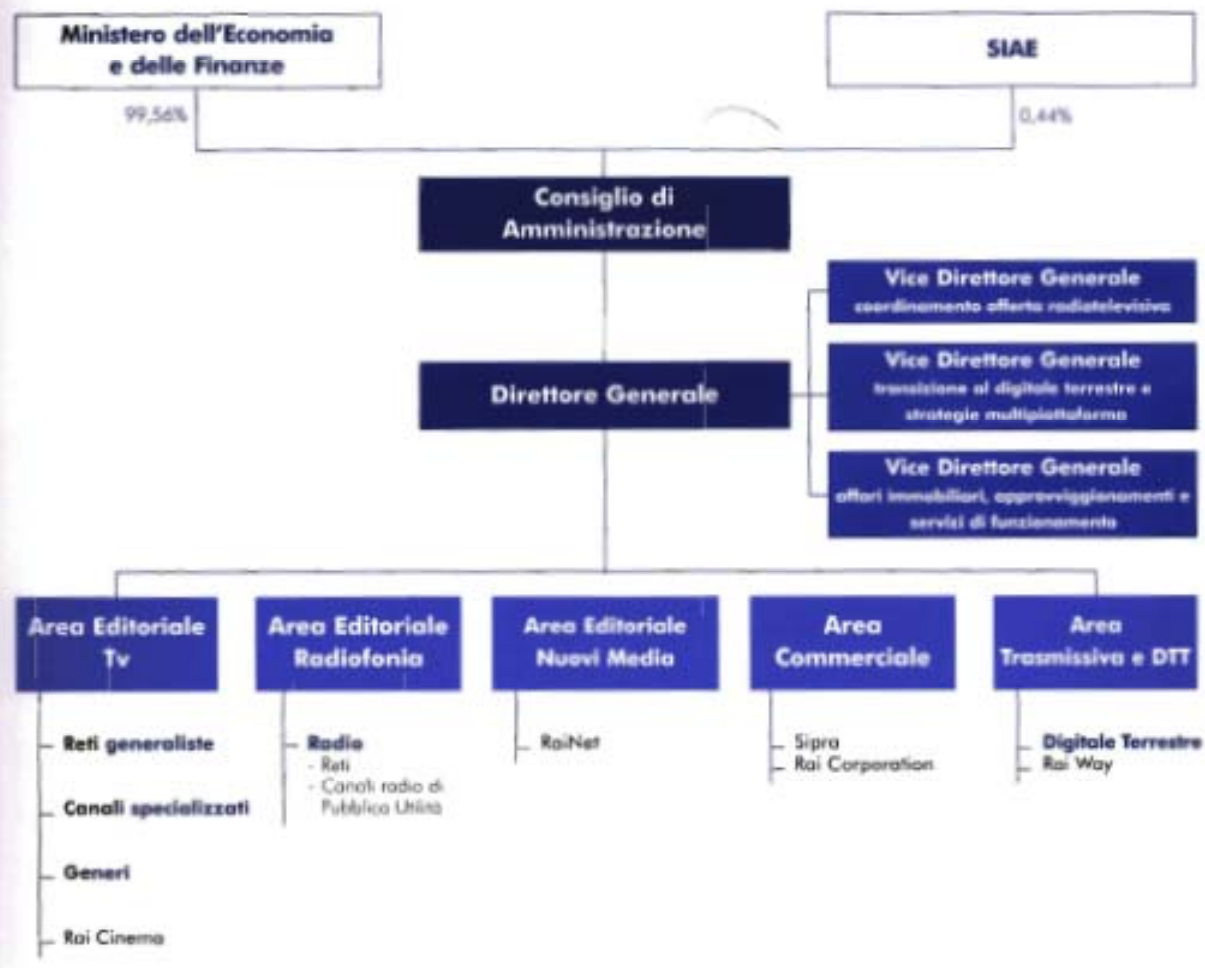 Ministero dell'Economia
e delle Finanze
SIAE
99,56%
0,44%
Consiglio di
Amministrazione
Vice Direttore Generale
coordinamento offerta radiotelevisiva
Vice Direttore Generale
transizione al digitale terrestre e
strategie multipiattaforma
Direttore Generale
Vice Direttore Generale
affari immobiliari, approvviggionamenti e
servizi di funzionamento
Area Editoriale
Tv
Area Editoriale
Radiofonia
Area Editoriale
Nuovi Media
Area
Commerciale
Area
Trasmissiva e DTT
Reti generaliste
Canali specializzati
Generi
Rai Cinema
Radio
- Reti
- Canali radio di
Pubblica Utilità
RaiNet
Sipra
Rai Corporation
Digitale Terrestre
Rai Way